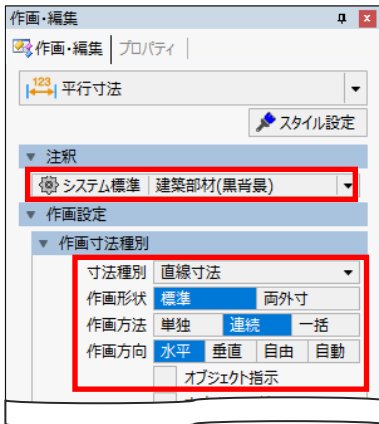 作画・編集
作画・編集 プロパティ
123 平行寸法
スタイル設定
注釈
システム標準 建築部材(黒背景)
作画設定
作画寸法種別
寸法種別 直線寸法
作画形状 標準 両外寸
作画方法 単独 連続 一括
作画方向 水平 垂直 自由 自動
オブジェクト指示